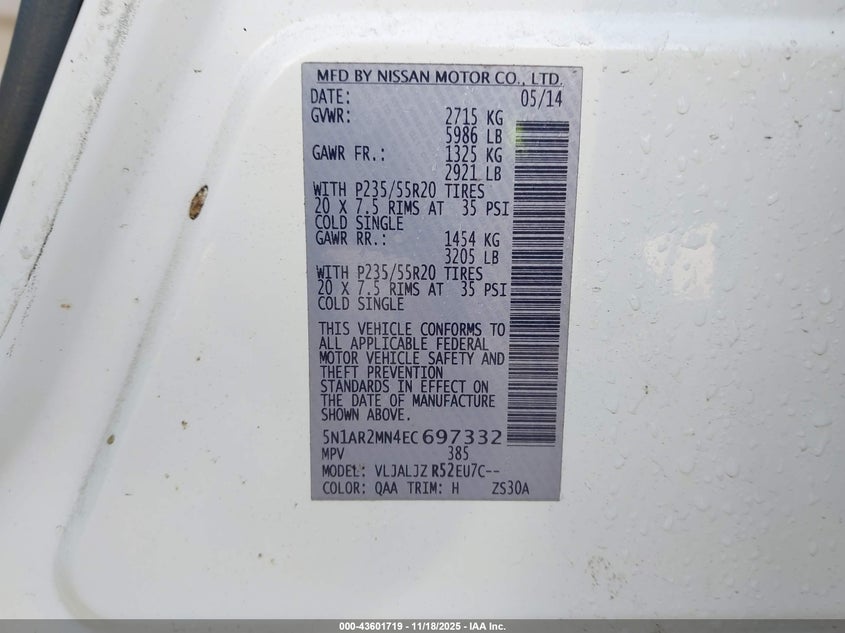 MFD BY NISSAN MOTOR CO., LTD.
DATE: 05/14
GVWR: 2715 KG
5986 LB
GAWR FR.: 1325 KG
2921 LB
WITH P235/55R20 TIRES
20 X 7.5 RIMS AT 35 PSI
COLD SINGLE
GAWR RR.: 1454 KG
3205 LB
WITH P235/55R20 TIRES
20 X 7.5 RIMS AT 35 PSI
COLD SINGLE
THIS VEHICLE CONFORMS TO
ALL APPLICABLE FEDERAL
MOTOR VEHICLE SAFETY AND
THEFT PREVENTION
STANDARDS IN EFFECT ON
THE DATE OF MANUFACTURE
SHOWN ABOVE.
5N1AR2MN4EC697332
MPV 385
MODEL: VLJALJZ R52EU7C--
COLOR: QAA TRIM: H ZS30A
000-43601719 - 11/18/2025 - IAA Inc.